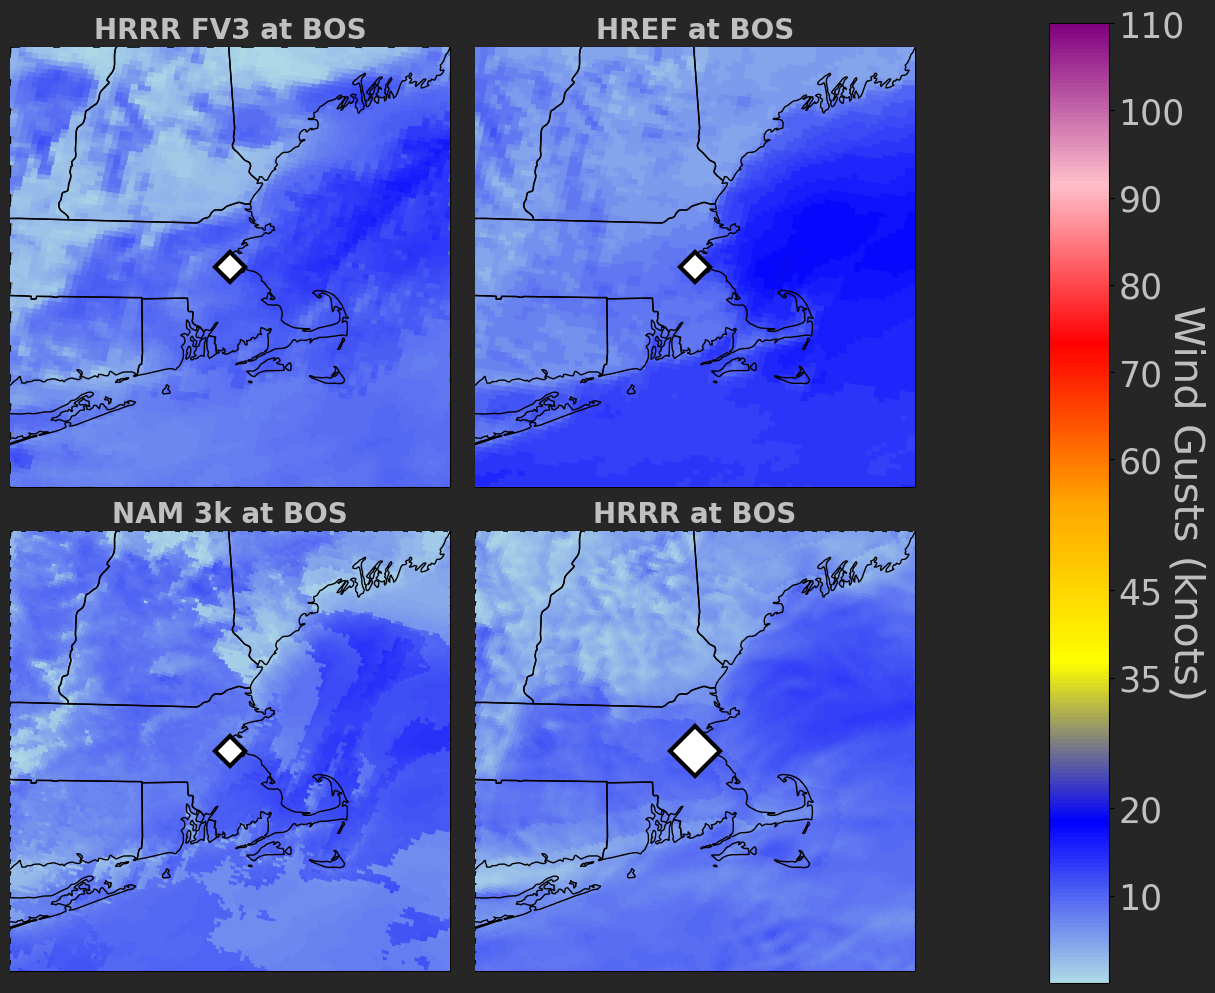 HRRR FV3 at BOS
HREF at BOS
NAM 3k at BOS
HRRR at BOS
110
100
90
80
70
60
45
35
20
10
Wind Gusts (knots)